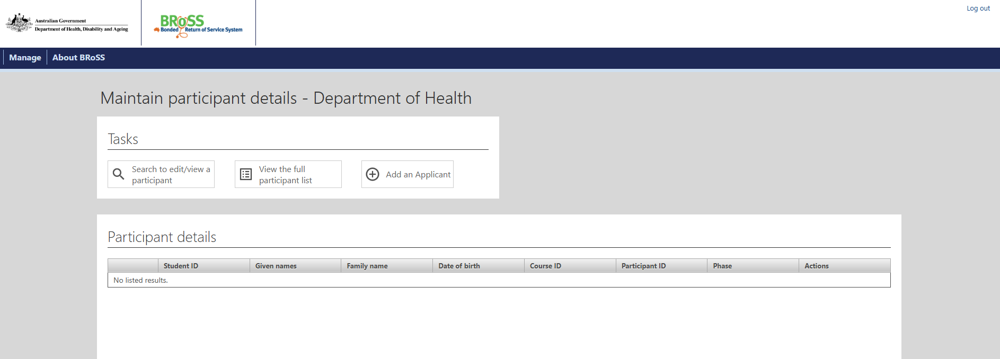 Log out
Australian Government
Department of Health, Disability and Ageing
BRoSS
Bonded Return of Service System
Manage
About BRoSS
Maintain participant details - Department of Health
Tasks
Search to edit/view a
participant
View the full
participant list
Add an Applicant
Participant details
Student ID Given names Family name Date of birth Course ID Participant ID Phase Actions
No listed results.